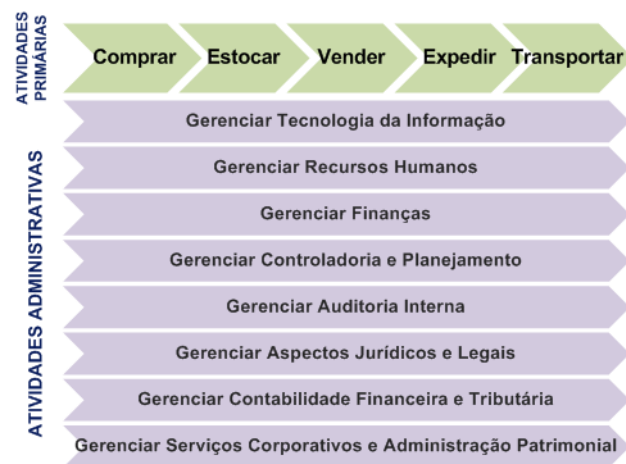 ATIVIDADES
PRIMÁRIAS
Comprar
Estocar
Vender
Expedir
Transportar
ATIVIDADES ADMINISTRATIVAS
Gerenciar Tecnologia da Informação
Gerenciar Recursos Humanos
Gerenciar Finanças
Gerenciar Controladoria e Planejamento
Gerenciar Auditoria Interna
Gerenciar Aspectos Jurídicos e Legais
Gerenciar Contabilidade Financeira e Tributária
Gerenciar Serviços Corporativos e Administração Patrimonial